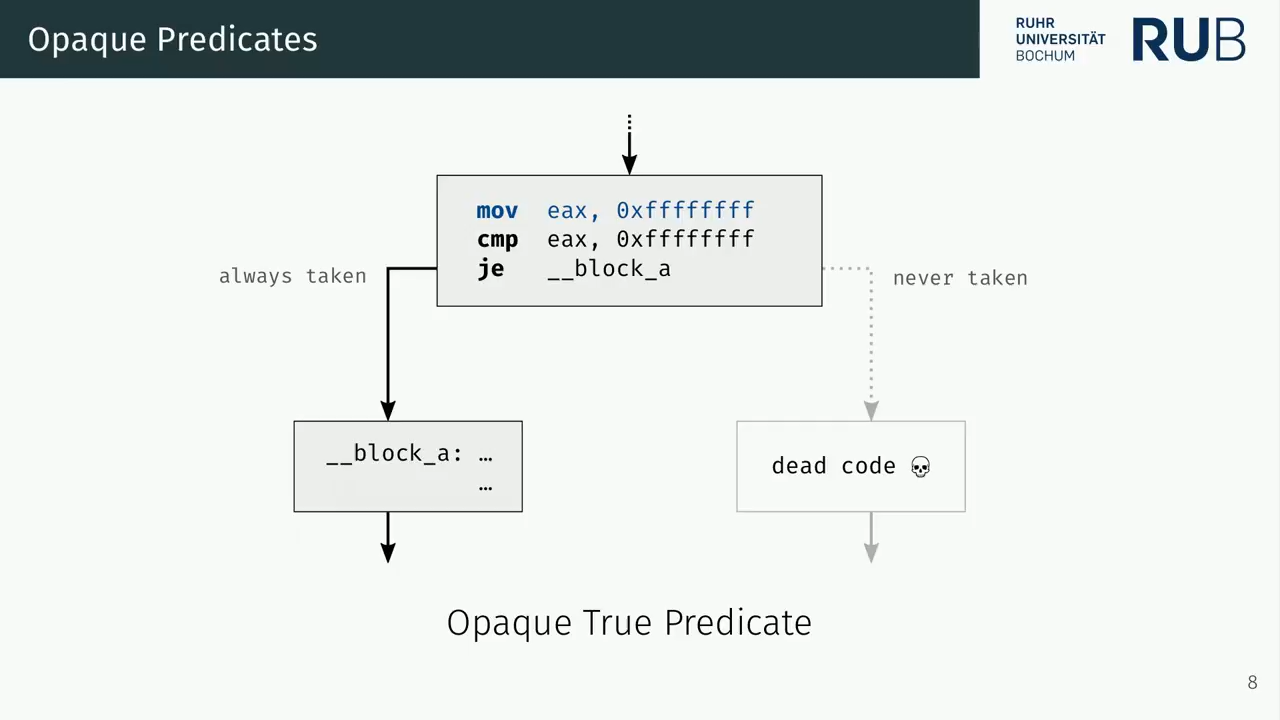 Opaque Predicates
RUHR
UNIVERSITÄT
BOCHUM
RUB
mov eax, 0xffffffff
cmp eax, 0xffffffff
je __block_a
always taken
never taken
__block_a: …
…
dead code 💀
Opaque True Predicate
8